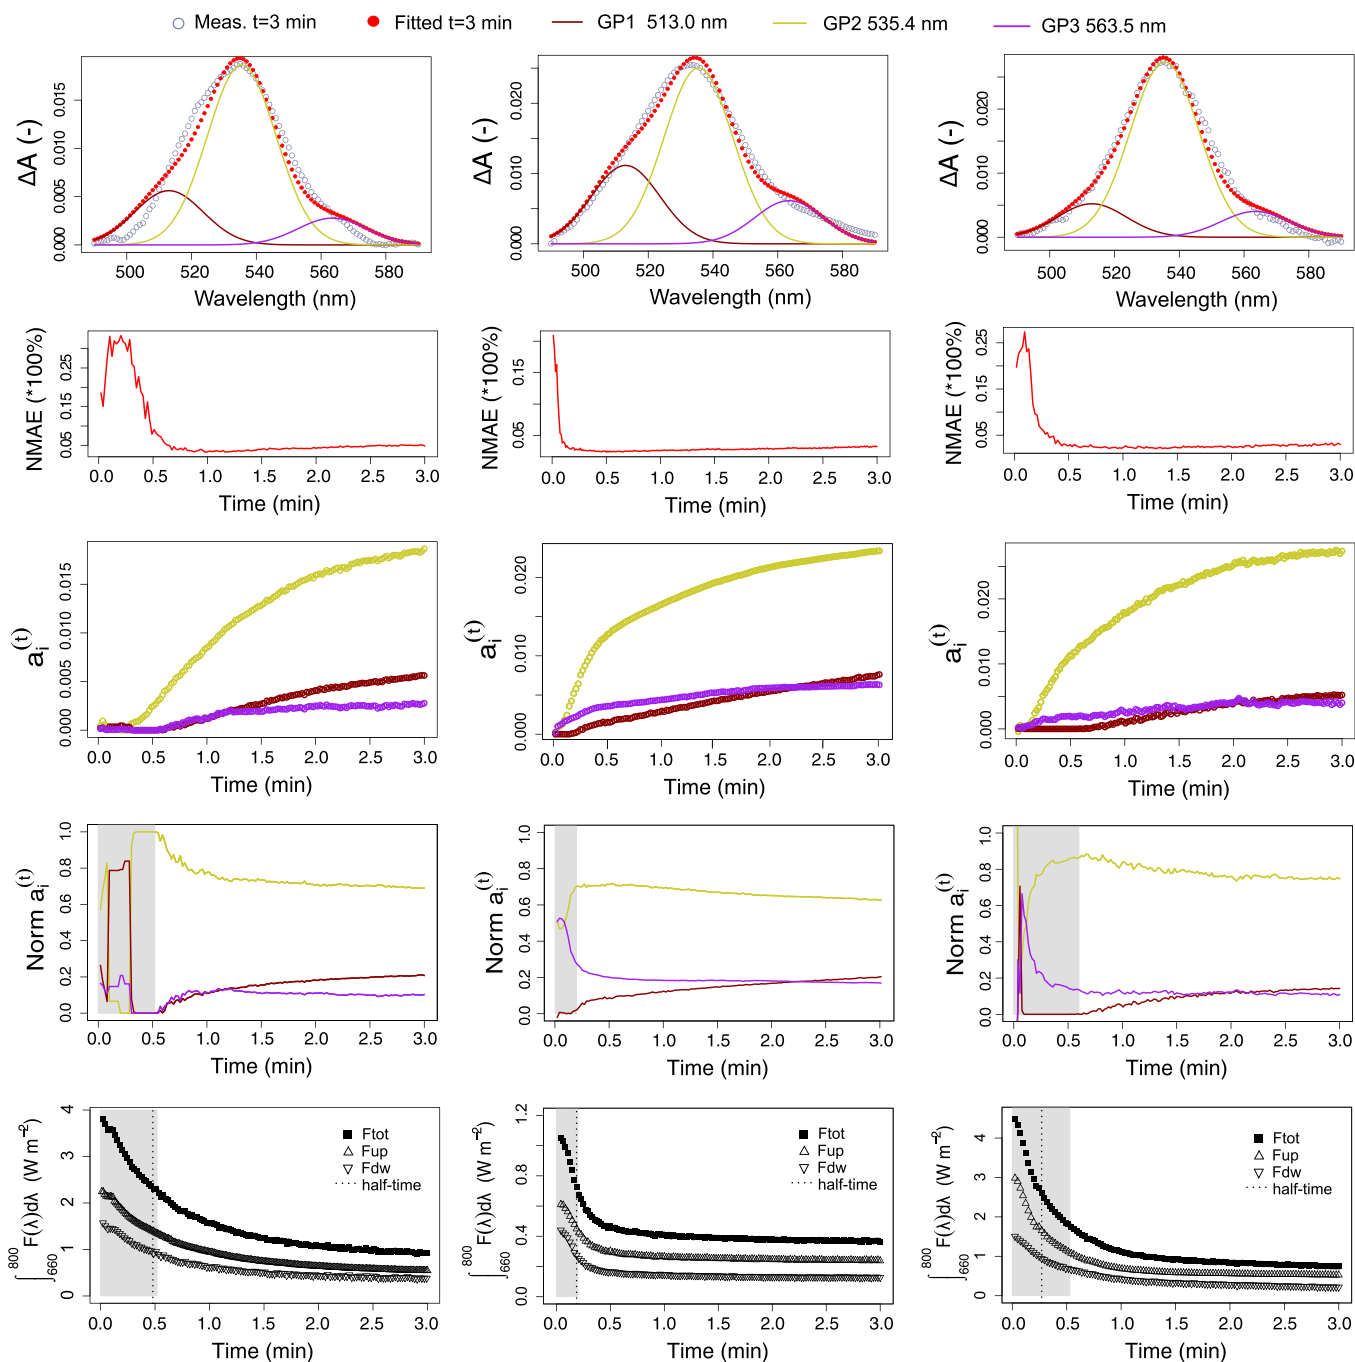 Meas. t=3 min Fitted t=3 min GP1 513.0 nm GP2 535.4 nm GP3 563.5 nm
ΔA (-) 0.000 0.005 0.010 0.015
500 520 540 560 580
Wavelength (nm)
ΔA (-) 0.000 0.010 0.020
500 520 540 560 580
Wavelength (nm)
ΔA (-) 0.000 0.010 0.020
500 520 540 560 580
Wavelength (nm)
NMAE (*100%) 0.05 0.15 0.25
0.0 0.5 1.0 1.5 2.0 2.5 3.0
Time (min)
NMAE (*100%) 0.05 0.15
0.0 0.5 1.0 1.5 2.0 2.5 3.0
Time (min)
NMAE (*100%) 0.05 0.15 0.25
0.0 0.5 1.0 1.5 2.0 2.5 3.0
Time (min)
a_i^(t) 0.000 0.005 0.010 0.015
0.0 0.5 1.0 1.5 2.0 2.5 3.0
Time (min)
a_i^(t) 0.000 0.010 0.020
0.0 0.5 1.0 1.5 2.0 2.5 3.0
Time (min)
a_i^(t) 0.000 0.010 0.020
0.0 0.5 1.0 1.5 2.0 2.5 3.0
Time (min)
Norm a_i^(t) 0.0 0.2 0.4 0.6 0.8 1.0
0.0 0.5 1.0 1.5 2.0 2.5 3.0
Time (min)
Norm a_i^(t) 0.0 0.2 0.4 0.6 0.8 1.0
0.0 0.5 1.0 1.5 2.0 2.5 3.0
Time (min)
Norm a_i^(t) 0.0 0.2 0.4 0.6 0.8 1.0
0.0 0.5 1.0 1.5 2.0 2.5 3.0
Time (min)
∫_660^800 F(λ)dλ (W m⁻²) 0 1 2 3 4
Ftot
Fup
Fdw
half-time
0.0 0.5 1.0 1.5 2.0 2.5 3.0
Time (min)
∫_660^800 F(λ)dλ (W m⁻²) 0.0 0.4 0.8 1.2
Ftot
Fup
Fdw
half-time
0.0 0.5 1.0 1.5 2.0 2.5 3.0
Time (min)
∫_660^800 F(λ)dλ (W m⁻²) 0 1 2 3 4
Ftot
Fup
Fdw
half-time
0.0 0.5 1.0 1.5 2.0 2.5 3.0
Time (min)